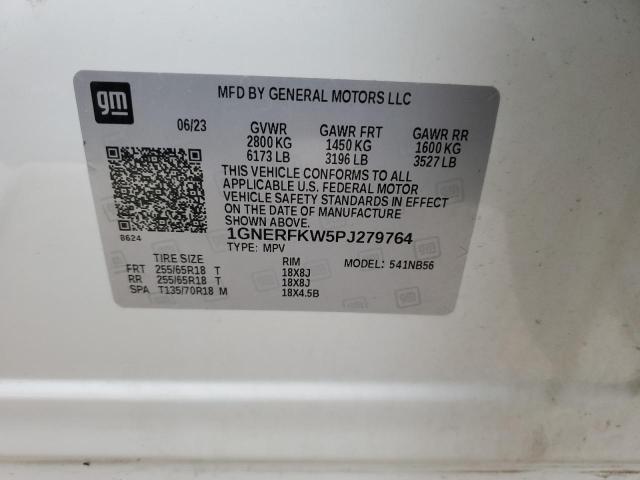 gm
MFD BY GENERAL MOTORS LLC
06/23 GVWR GAWR FRT GAWR RR
2800 KG 1450 KG 1600 KG
6173 LB 3196 LB 3527 LB
THIS VEHICLE CONFORMS TO ALL
APPLICABLE U.S. FEDERAL MOTOR
VEHICLE SAFETY STANDARDS IN EFFECT
ON THE DATE OF MANUFACTURE
SHOWN ABOVE.
8624 1GNERFKW5PJ279764
TYPE: MPV
TIRE SIZE RIM MODEL: 541NB56
FRT 255/65R18 T 18X8J
RR 255/65R18 T 18X8J
SPA T135/70R18 M 18X4.5B